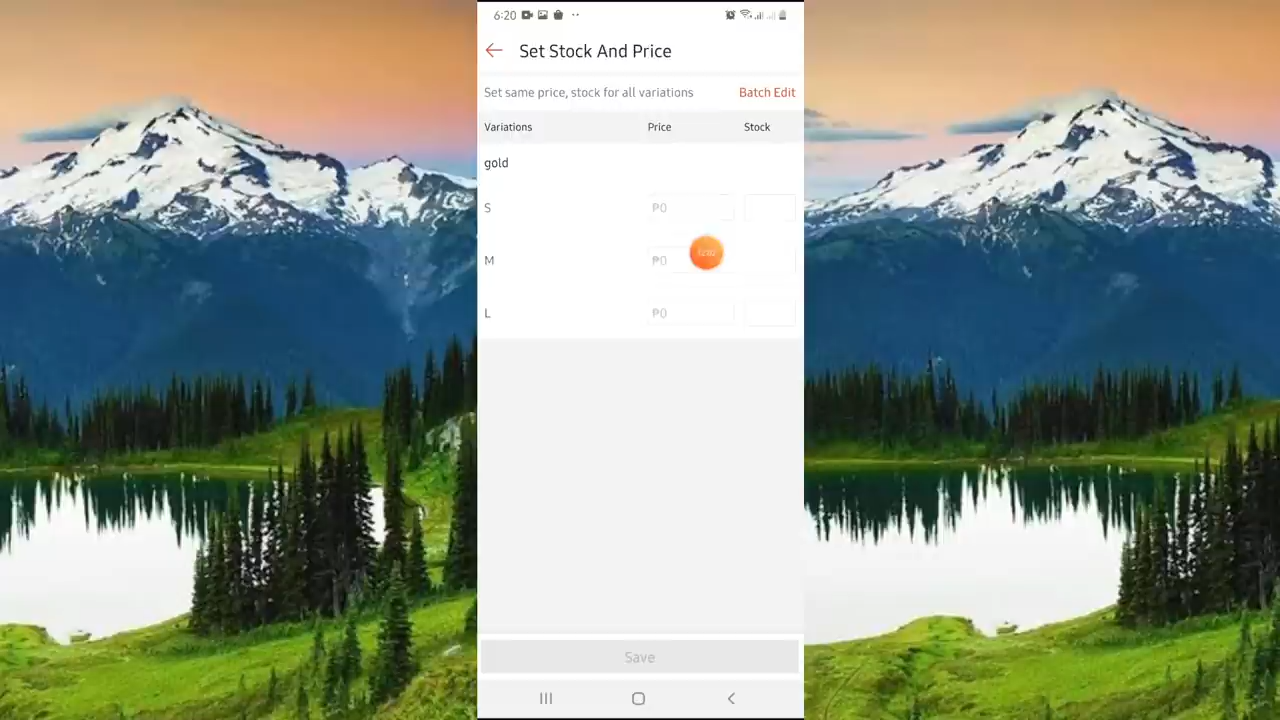 6:20
Set Stock And Price
Set same price, stock for all variations Batch Edit
Variations Price Stock
gold
S ₱0
M ₱0
L ₱0
Save